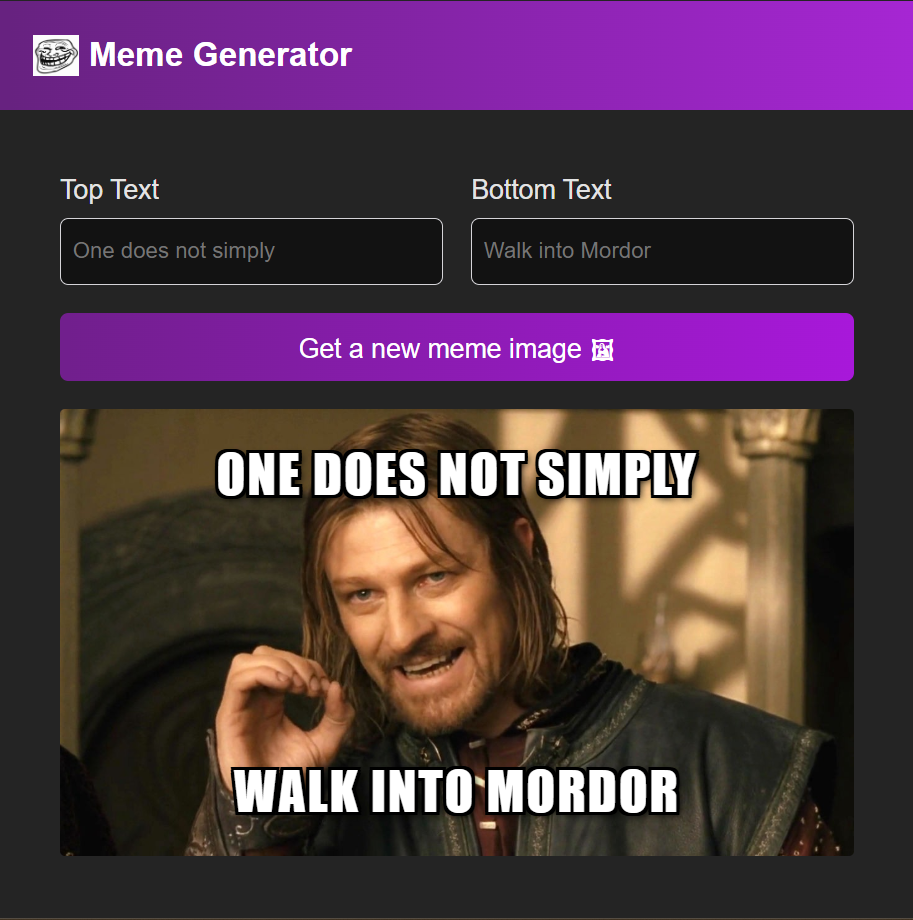 Meme Generator
Top Text
Bottom Text
One does not simply
Walk into Mordor
Get a new meme image 🖼
ONE DOES NOT SIMPLY
WALK INTO MORDOR